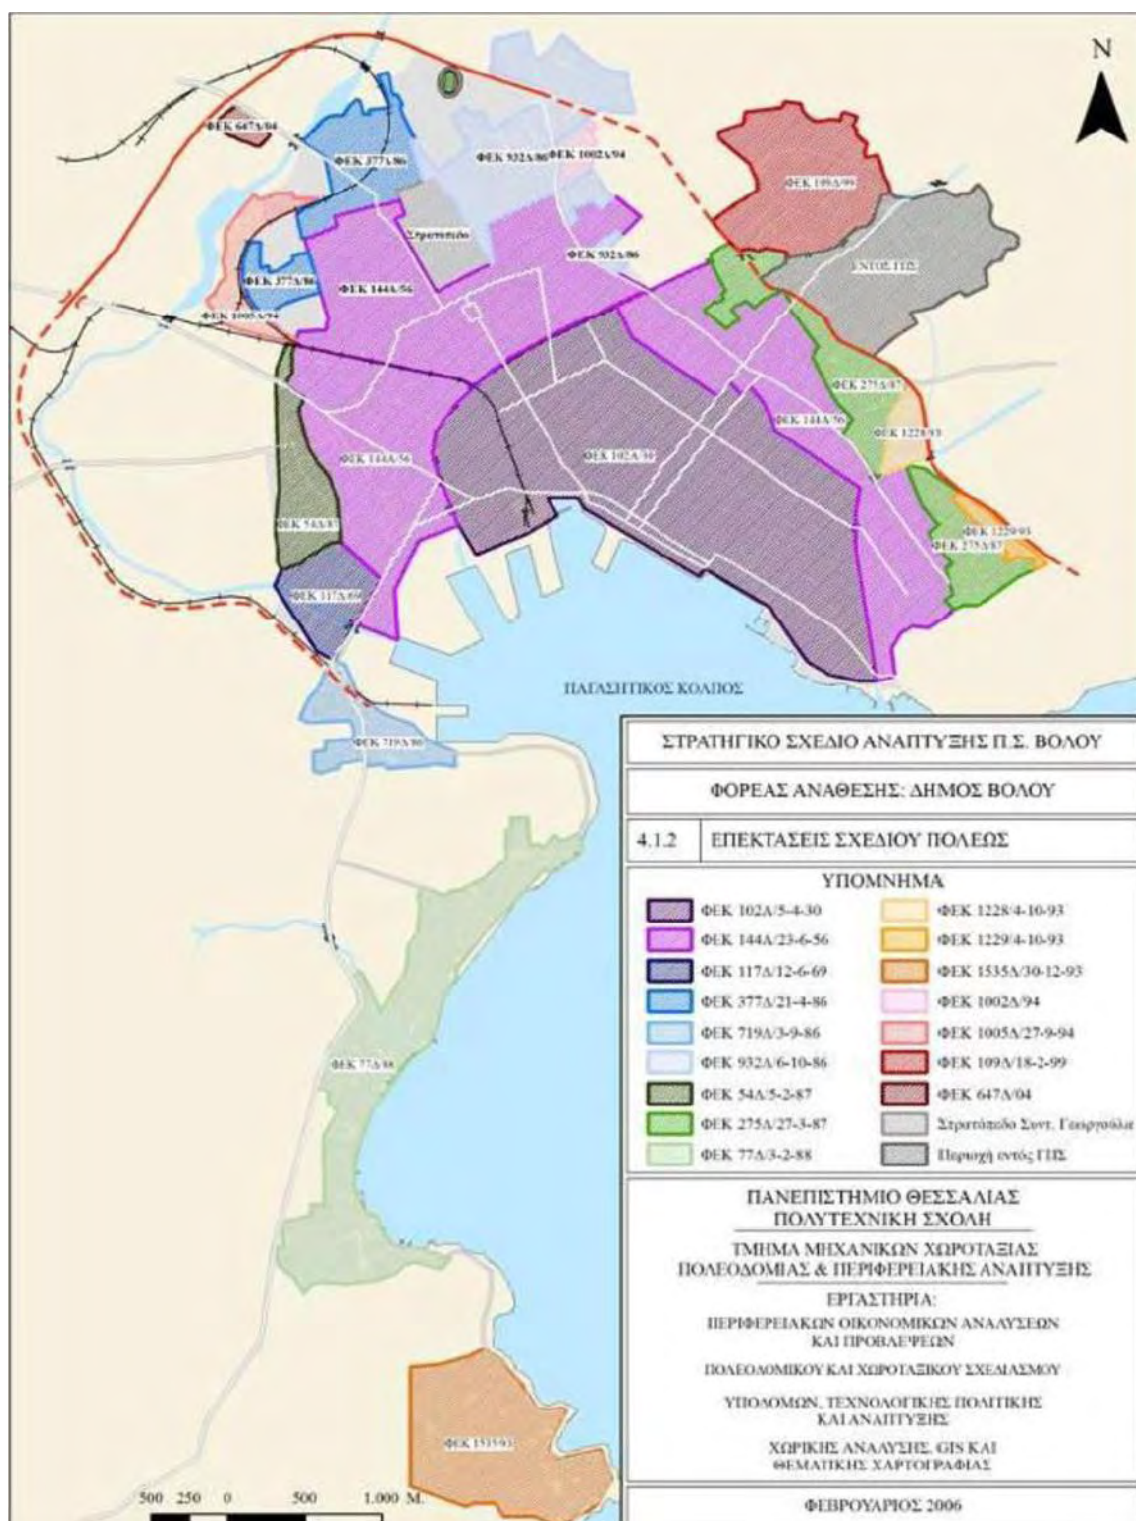 N
ΦΕΚ 647Δ/04
ΦΕΚ 377Δ/86
ΦΕΚ 932Δ/86
ΦΕΚ 1002Δ/94
ΦΕΚ 109Δ/99
Στρατόπεδο
ΦΕΚ 932Δ/86
ΕΝΤΟΣ ΓΠΣ
ΦΕΚ 377Δ/86
ΦΕΚ 144Α/56
ΦΕΚ 1005Δ/94
ΦΕΚ 275Δ/87
ΦΕΚ 144Α/56
ΦΕΚ 1228/93
ΦΕΚ 144Α/56
ΦΕΚ 102Α/30
ΦΕΚ 54Δ/87
ΦΕΚ 1229/93
ΦΕΚ 275Δ/87
ΦΕΚ 117Δ/69
ΠΑΓΑΣΗΤΙΚΟΣ ΚΟΛΠΟΣ
ΦΕΚ 719Δ/86
ΦΕΚ 77Δ/88
ΦΕΚ 1535/93
500 250 0 500 1.000 Μ.
ΣΤΡΑΤΗΓΙΚΟ ΣΧΕΔΙΟ ΑΝΑΠΤΥΞΗΣ Π.Σ. ΒΟΛΟΥ
ΦΟΡΕΑΣ ΑΝΑΘΕΣΗΣ: ΔΗΜΟΣ ΒΟΛΟΥ
4.1.2 ΕΠΕΚΤΑΣΕΙΣ ΣΧΕΔΙΟΥ ΠΟΛΕΩΣ
ΥΠΟΜΝΗΜΑ
ΦΕΚ 102Α/5-4-30
ΦΕΚ 144Α/23-6-56
ΦΕΚ 117Δ/12-6-69
ΦΕΚ 377Δ/21-4-86
ΦΕΚ 719Δ/3-9-86
ΦΕΚ 932Δ/6-10-86
ΦΕΚ 54Δ/5-2-87
ΦΕΚ 275Δ/27-3-87
ΦΕΚ 77Δ/3-2-88
ΦΕΚ 1228/4-10-93
ΦΕΚ 1229/4-10-93
ΦΕΚ 1535Δ/30-12-93
ΦΕΚ 1002Δ/94
ΦΕΚ 1005Δ/27-9-94
ΦΕΚ 109Δ/18-2-99
ΦΕΚ 647Δ/04
Στρατόπεδο Συντ. Γεωργούλα
Περιοχή εντός ΓΠΣ
ΠΑΝΕΠΙΣΤΗΜΙΟ ΘΕΣΣΑΛΙΑΣ
ΠΟΛΥΤΕΧΝΙΚΗ ΣΧΟΛΗ
ΤΜΗΜΑ ΜΗΧΑΝΙΚΩΝ ΧΩΡΟΤΑΞΙΑΣ
ΠΟΛΕΟΔΟΜΙΑΣ & ΠΕΡΙΦΕΡΕΙΑΚΗΣ ΑΝΑΠΤΥΞΗΣ
ΕΡΓΑΣΤΗΡΙΑ:
ΠΕΡΙΦΕΡΕΙΑΚΩΝ ΟΙΚΟΝΟΜΙΚΩΝ ΑΝΑΛΥΣΕΩΝ
ΚΑΙ ΠΡΟΒΛΕΨΕΩΝ
ΠΟΛΕΟΔΟΜΙΚΟΥ ΚΑΙ ΧΩΡΟΤΑΞΙΚΟΥ ΣΧΕΔΙΑΣΜΟΥ
ΥΠΟΔΟΜΩΝ, ΤΕΧΝΟΛΟΓΙΚΗΣ ΠΟΛΙΤΙΚΗΣ
ΚΑΙ ΑΝΑΠΤΥΞΗΣ
ΧΩΡΙΚΗΣ ΑΝΑΛΥΣΗΣ, GIS ΚΑΙ
ΘΕΜΑΤΙΚΗΣ ΧΑΡΤΟΓΡΑΦΙΑΣ
ΦΕΒΡΟΥΑΡΙΟΣ 2006